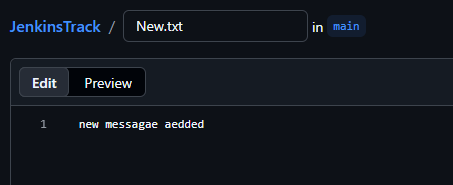 JenkinsTrack / New.txt in main
Edit Preview
1 new messagae aedded